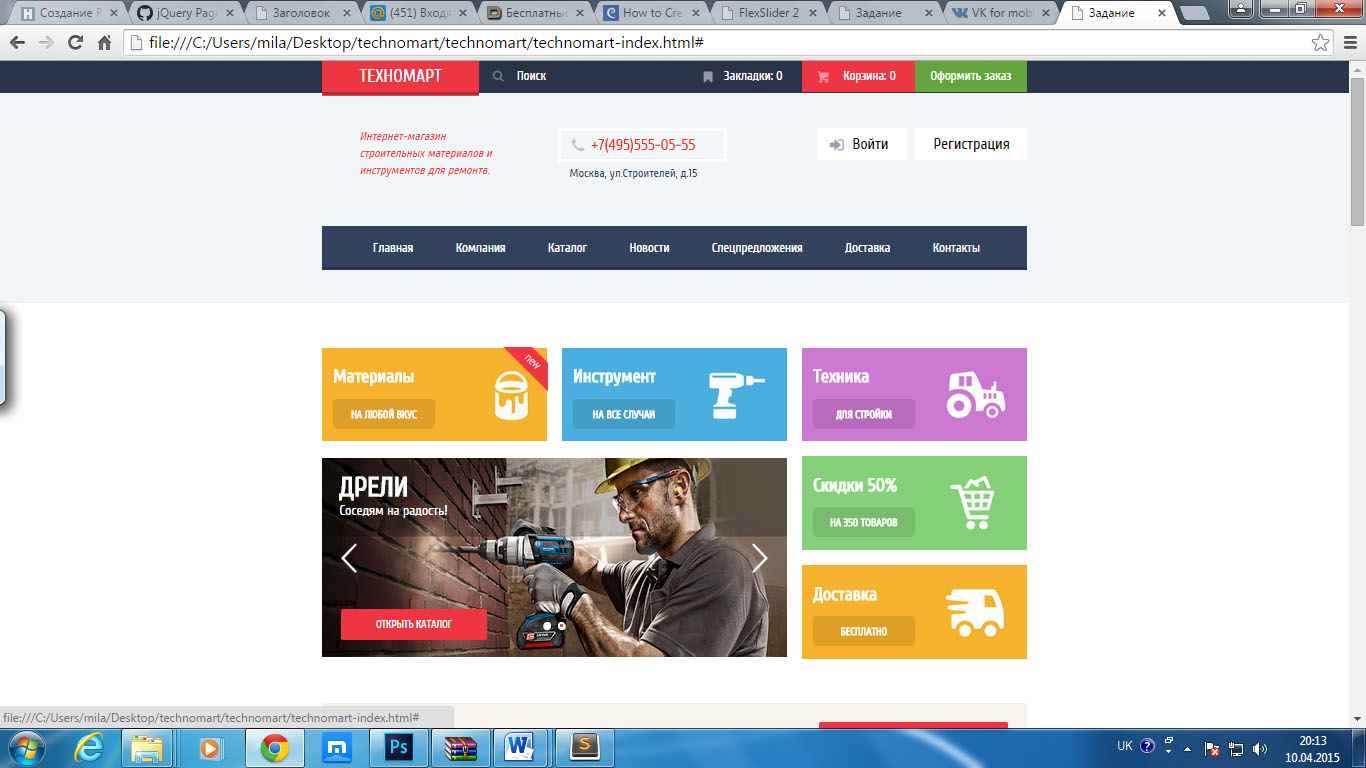 Создание R
jQuery Pag
Заголовок
(451) Входя
Бесплатные
How to Cre
FlexSlider 2
Задание
VK for mobi
Задание
file:///C:/Users/mila/Desktop/technomart/technomart/technomart-index.html#
ТЕХНОМАРТ
Поиск
Закладки: 0
Корзина: 0
Оформить заказ
Интернет-магазин
строительных материалов и
инструментов для ремонта.
+7(495)555-05-55
Москва, ул.Строителей, д.15
Войти
Регистрация
Главная
Компания
Каталог
Новости
Спецпредложения
Доставка
Контакты
Материалы
НА ЛЮБОЙ ВКУС
new
Инструмент
НА ВСЕ СЛУЧАИ
Техника
ДЛЯ СТРОЙКИ
ДРЕЛИ
Соседям на радость!
ОТКРЫТЬ КАТАЛОГ
Скидки 50%
НА 350 ТОВАРОВ
Доставка
БЕСПЛАТНО
file:///C:/Users/mila/Desktop/technomart/technomart/technomart-index.html#
UK
20:13
10.04.2015